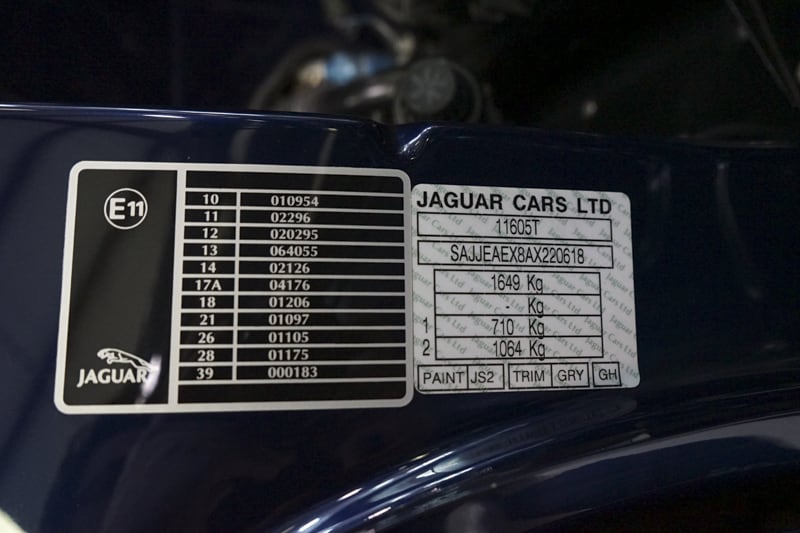 E11
10 010954
11 02296
12 020295
13 064055
14 02126
17A 04176
18 01206
21 01097
26 01105
28 01175
39 000183
JAGUAR
JAGUAR CARS LTD
11605T
SAJJEAEX8AX220618
1649 Kg
- Kg
1 710 Kg
2 1064 Kg
PAINT JS2 TRIM GRY GH